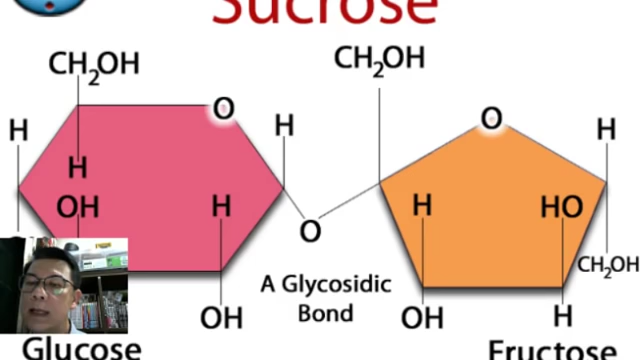 Sucrose
CH2OH
CH2OH
O
O
H
H
H
H
OH
H
H
HO
O
CH2OH
A Glycosidic
Bond
OH
OH
H
Glucose
Fructose